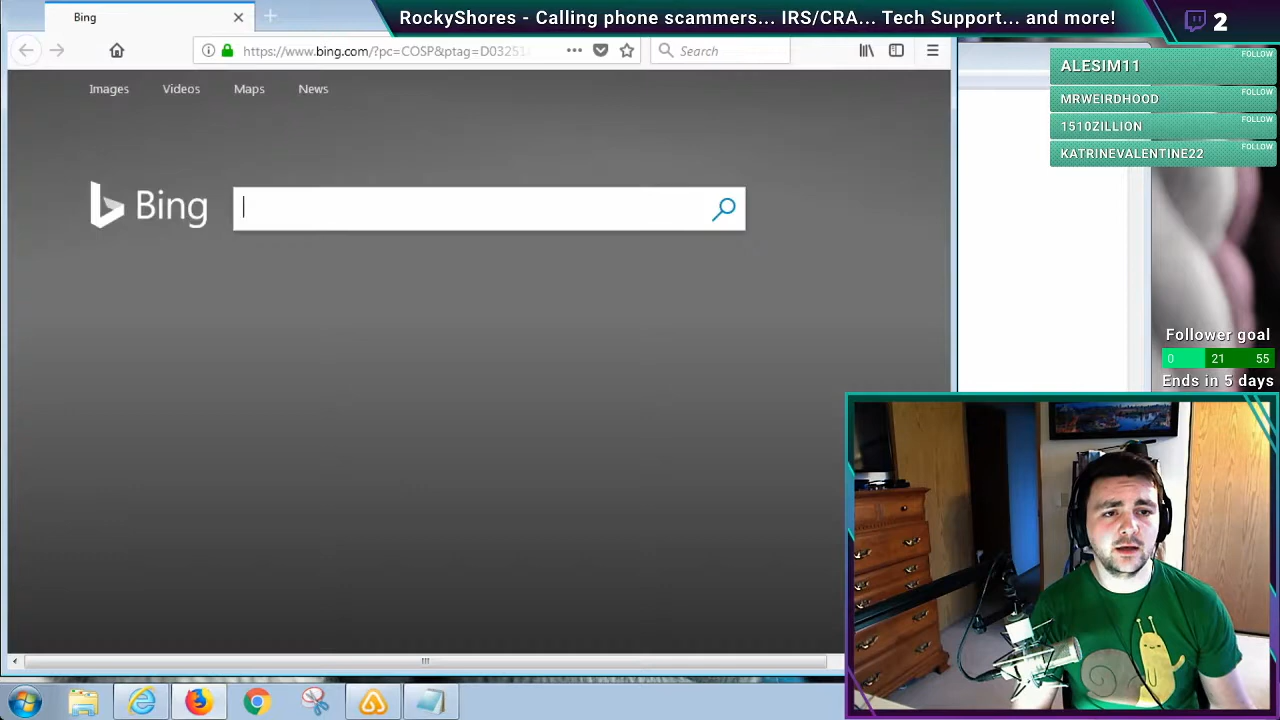 Bing
RockyShores - Calling phone scammers... IRS/CRA... Tech Support... and more!
2
https://www.bing.com/?pc=COSP&ptag=D03251
Search
Images
Videos
Maps
News
Bing
ALESIM11
FOLLOW
MRWEIRDHOOD
FOLLOW
1510ZILLION
FOLLOW
KATRINEVALENTINE22
FOLLOW
Follower goal
0 21 55
Ends in 5 days